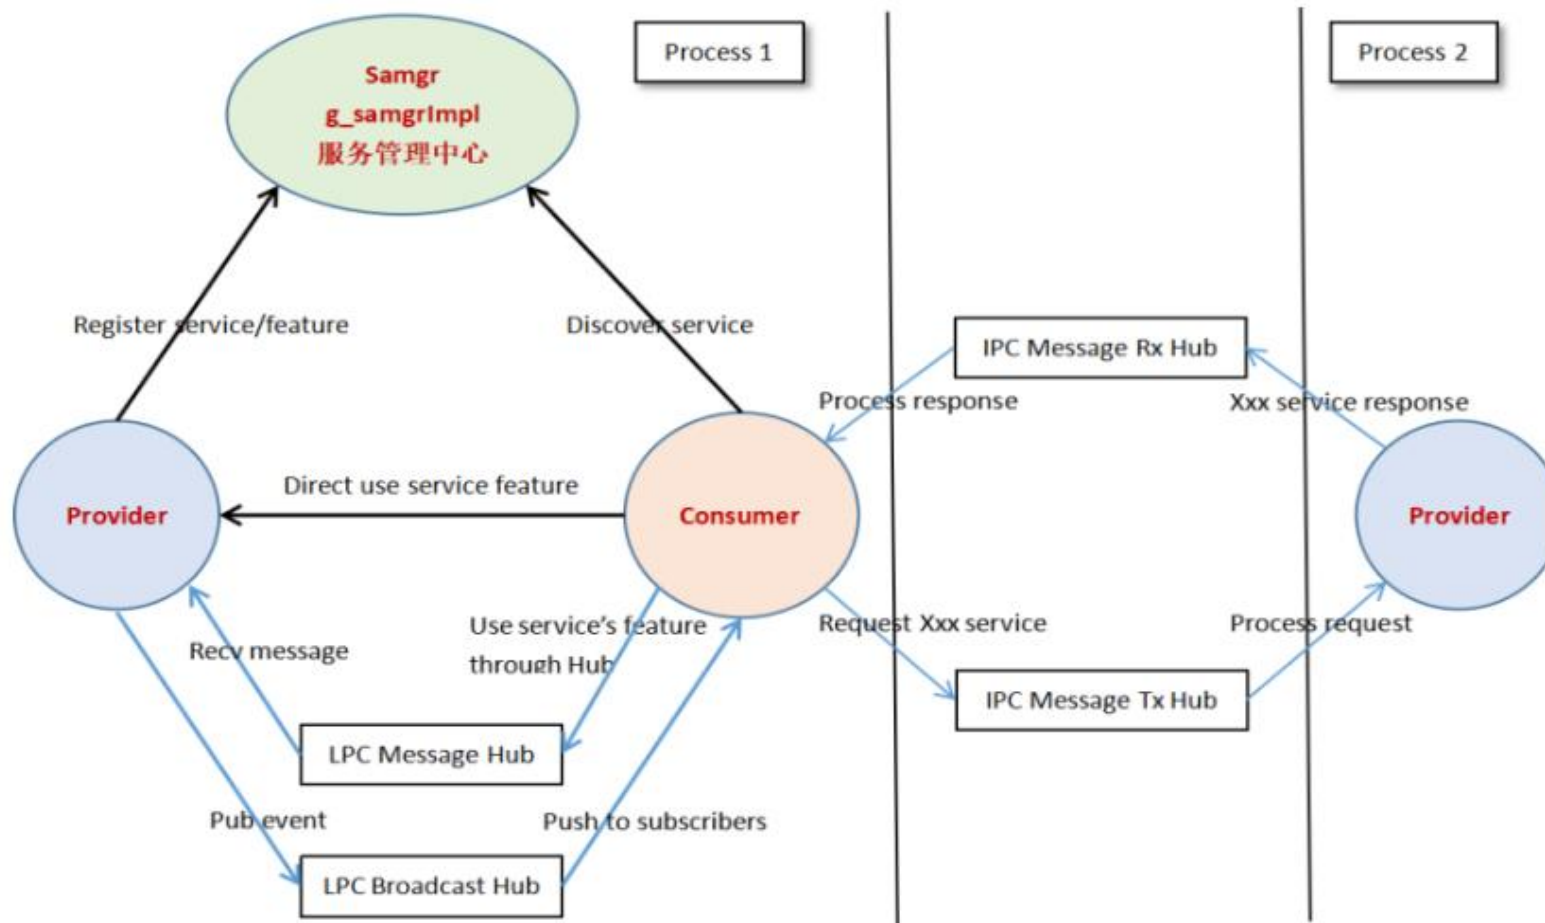 Process 1
Process 2
Samgr
g_samgrImpl
服务管理中心
Register service/feature
Discover service
IPC Message Rx Hub
Process response
Xxx service response
Direct use service feature
Provider
Consumer
Provider
Use service's feature
through Hub
Request Xxx service
Process request
Recv message
IPC Message Tx Hub
LPC Message Hub
Pub event
Push to subscribers
LPC Broadcast Hub